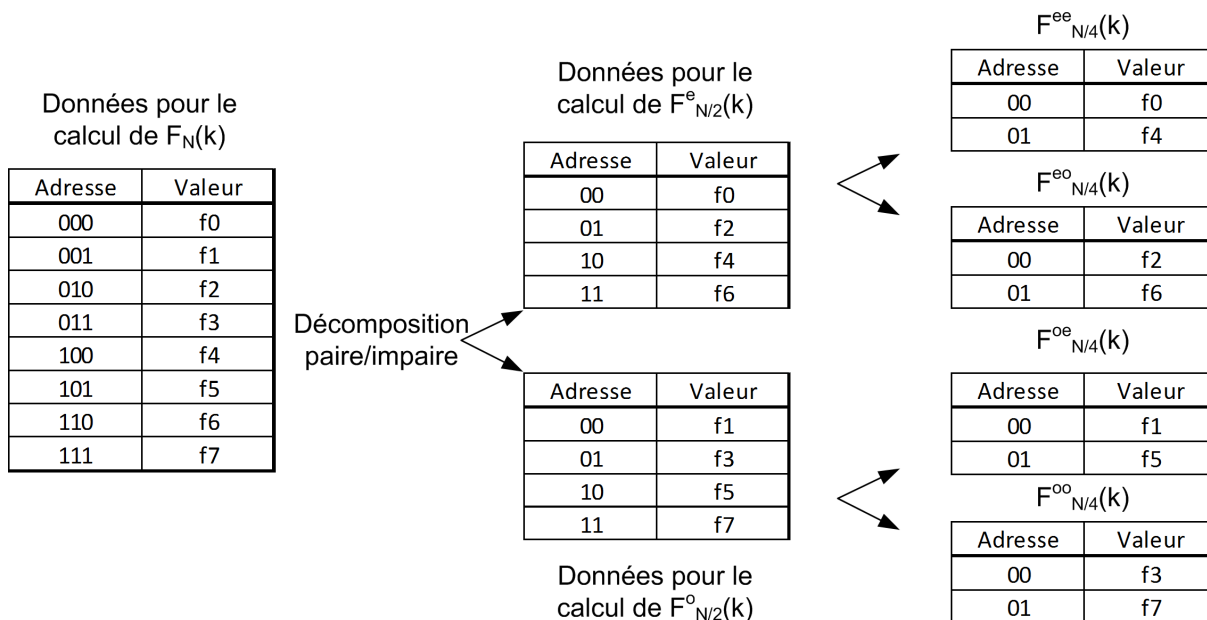 Données pour le
calcul de F_N(k)
Adresse Valeur
000 f0
001 f1
010 f2
011 f3
100 f4
101 f5
110 f6
111 f7
Décomposition
paire/impaire
Données pour le
calcul de F^e_N/2(k)
Adresse Valeur
00 f0
01 f2
10 f4
11 f6
Adresse Valeur
00 f1
01 f3
10 f5
11 f7
Données pour le
calcul de F^o_N/2(k)
F^ee_N/4(k)
Adresse Valeur
00 f0
01 f4
F^eo_N/4(k)
Adresse Valeur
00 f2
01 f6
F^oe_N/4(k)
Adresse Valeur
00 f1
01 f5
F^oo_N/4(k)
Adresse Valeur
00 f3
01 f7